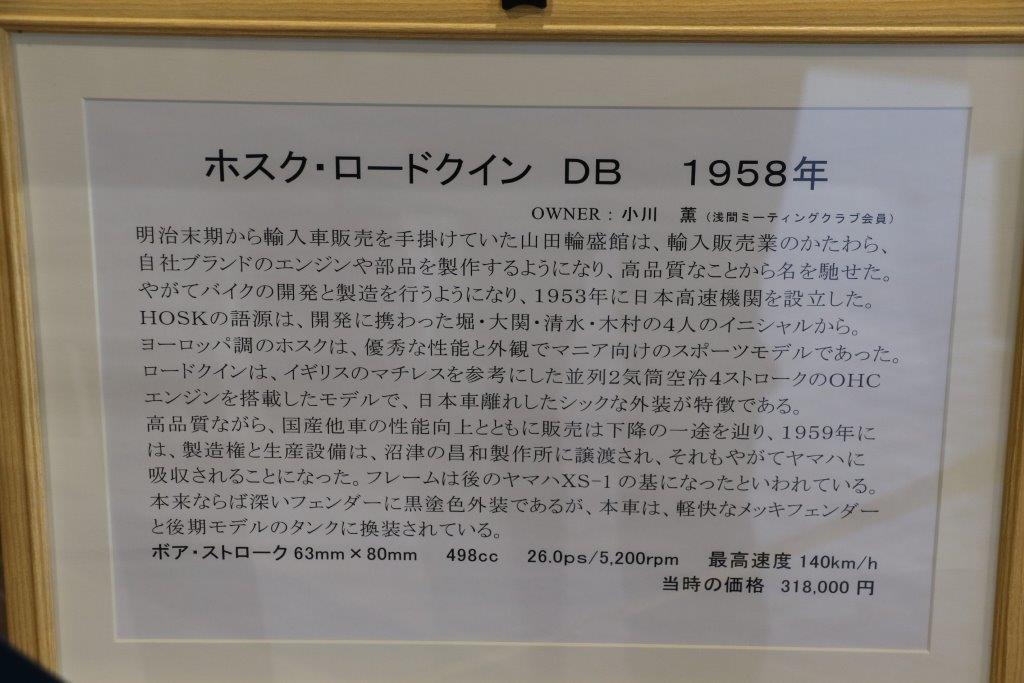 ホスク・ロードクイン　DB　1958年
OWNER：小川　薫（浅間ミーティングクラブ会員）
明治末期から輸入車販売を手掛けていた山田輪盛館は、輸入販売業のかたわら、
自社ブランドのエンジンや部品を製作するようになり、高品質なことから名を馳せた。
やがてバイクの開発と製造を行うようになり、1953年に日本高速機関を設立した。
HOSKの語源は、開発に携わった堀・大関・清水・木村の4人のイニシャルから。
ヨーロッパ調のホスクは、優秀な性能と外観でマニア向けのスポーツモデルであった。
ロードクインは、イギリスのマチレスを参考にした並列2気筒空冷4ストロークのOHC
エンジンを搭載したモデルで、日本車離れしたシックな外装が特徴である。
高品質ながら、国産他車の性能向上とともに販売は下降の一途を辿り、1959年に
は、製造権と生産設備は、沼津の昌和製作所に譲渡され、それもやがてヤマハに
吸収されることになった。フレームは後のヤマハXS-1の基になったといわれている。
本来ならば深いフェンダーに黒塗色外装であるが、本車は、軽快なメッキフェンダー
と後期モデルのタンクに換装されている。
ボア・ストローク 63mm×80mm　498cc　26.0ps/5,200rpm　最高速度 140km/h
当時の価格　318,000 円